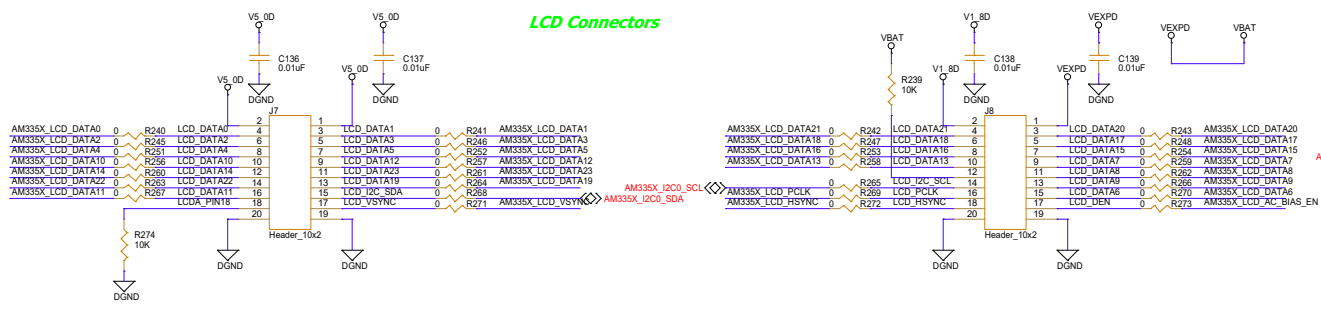 LCD Connectors
V5_0D
V5_0D
C136
0.01uF
C137
0.01uF
V5_0D
V5_0D
DGND
DGND
J7
2
4
6
8
10
12
14
16
18
20
1
3
5
7
9
11
13
15
17
19
Header_10x2
AM335X_LCD_DATA0 0 R240 LCD_DATA0
AM335X_LCD_DATA2 0 R245 LCD_DATA2
AM335X_LCD_DATA4 0 R251 LCD_DATA4
AM335X_LCD_DATA10 0 R256 LCD_DATA10
AM335X_LCD_DATA14 0 R260 LCD_DATA14
AM335X_LCD_DATA22 0 R263 LCD_DATA22
AM335X_LCD_DATA11 0 R267 LCD_DATA11
LCDA_PIN18
R274
10K
DGND
DGND
DGND
LCD_DATA1 0 R241 AM335X_LCD_DATA1
LCD_DATA3 0 R246 AM335X_LCD_DATA3
LCD_DATA5 0 R252 AM335X_LCD_DATA5
LCD_DATA12 0 R257 AM335X_LCD_DATA12
LCD_DATA23 0 R261 AM335X_LCD_DATA23
LCD_DATA19 0 R264 AM335X_LCD_DATA19
LCD_I2C_SDA 0 R268 AM335X_I2C0_SDA
LCD_VSYNC 0 R271 AM335X_LCD_VSYNC
VBAT
R239
10K
V1_8D
V1_8D
C138
0.01uF
DGND
VEXPD
VEXPD
C139
0.01uF
DGND
VEXPD
VBAT
J8
2
4
6
8
10
12
14
16
18
20
1
3
5
7
9
11
13
15
17
19
Header_10x2
AM335X_LCD_DATA21 0 R242 LCD_DATA21
AM335X_LCD_DATA18 0 R247 LCD_DATA18
AM335X_LCD_DATA16 0 R253 LCD_DATA16
AM335X_LCD_DATA13 0 R258 LCD_DATA13
AM335X_I2C0_SCL 0 R265 LCD_I2C_SCL
AM335X_LCD_PCLK 0 R269 LCD_PCLK
AM335X_LCD_HSYNC 0 R272 LCD_HSYNC
DGND
DGND
LCD_DATA20 0 R243 AM335X_LCD_DATA20
LCD_DATA17 0 R248 AM335X_LCD_DATA17
LCD_DATA15 0 R254 AM335X_LCD_DATA15
LCD_DATA7 0 R259 AM335X_LCD_DATA7
LCD_DATA8 0 R262 AM335X_LCD_DATA8
LCD_DATA9 0 R266 AM335X_LCD_DATA9
LCD_DATA6 0 R270 AM335X_LCD_DATA6
LCD_DEN 0 R273 AM335X_LCD_AC_BIAS_EN
A